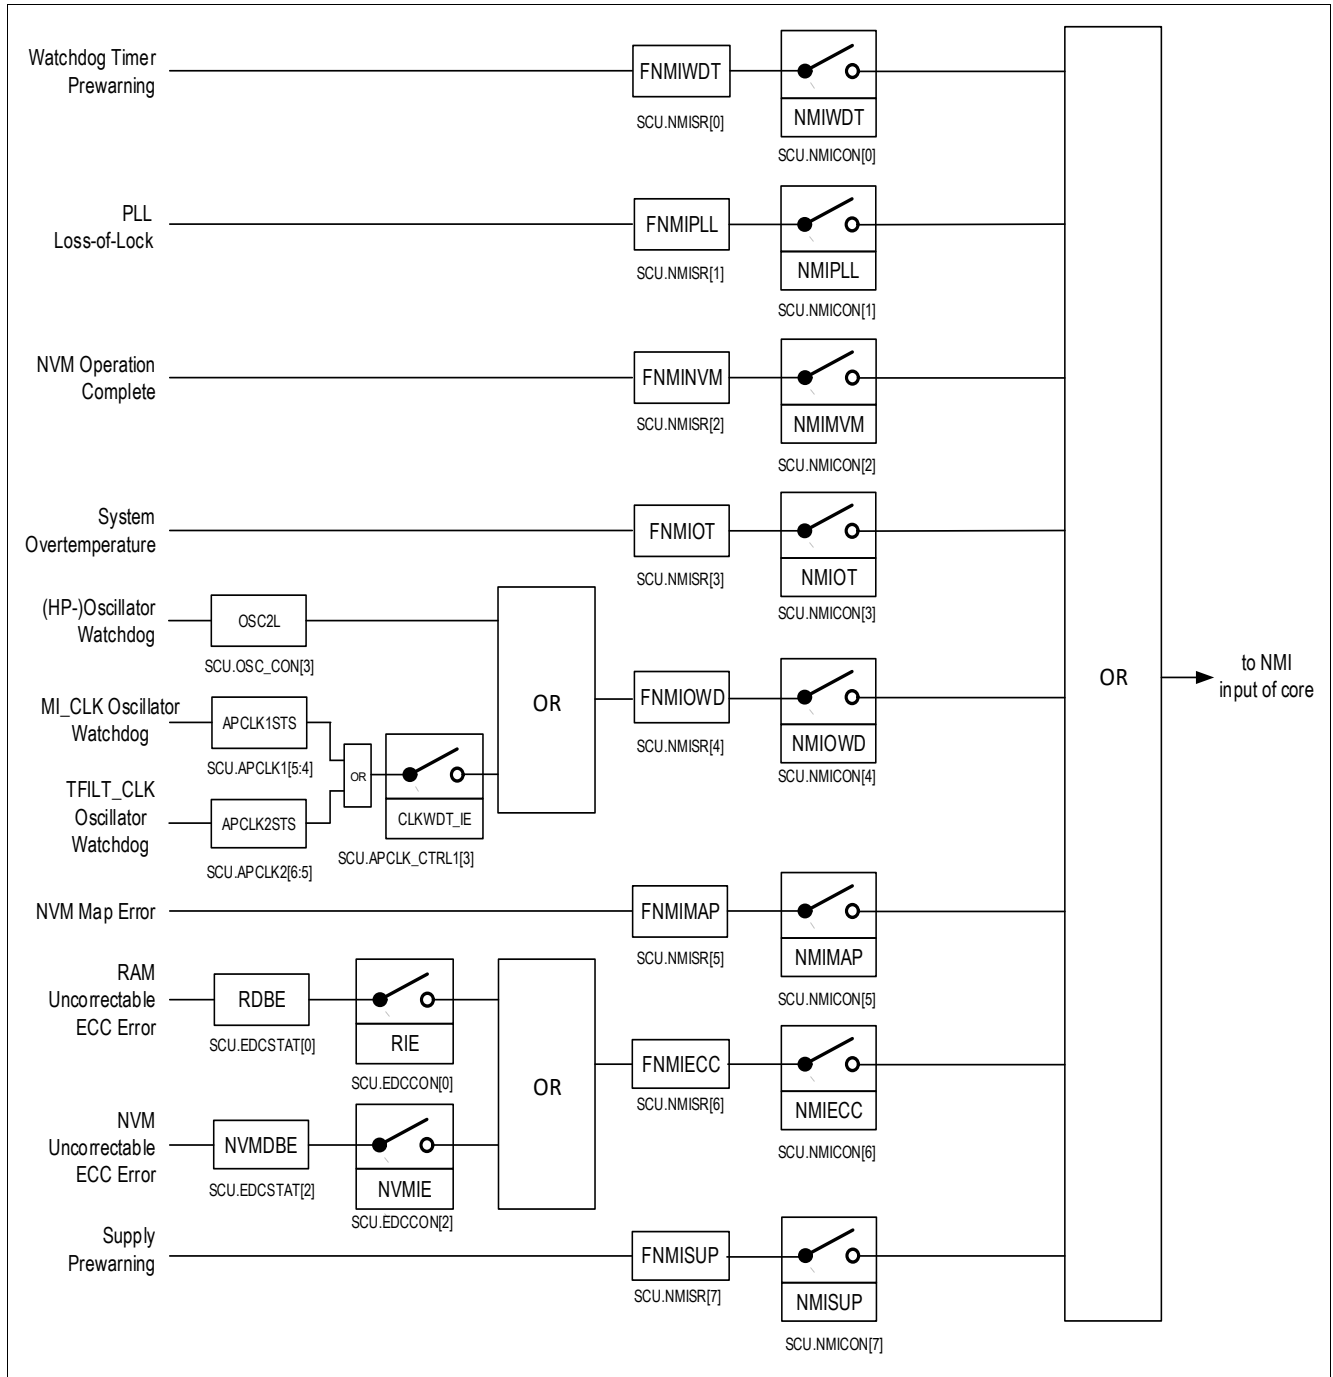 Watchdog Timer
Prewarning
FNMIWDT
SCU.NMISR[0]
NMIWDT
SCU.NMICON[0]
PLL
Loss-of-Lock
FNMIPLL
SCU.NMISR[1]
NMIPLL
SCU.NMICON[1]
NVM Operation
Complete
FNMINVM
SCU.NMISR[2]
NMIMVM
SCU.NMICON[2]
System
Overtemperature
FNMIOT
SCU.NMISR[3]
NMIOT
SCU.NMICON[3]
(HP-)Oscillator
Watchdog
OSC2L
SCU.OSC_CON[3]
MI_CLK Oscillator
Watchdog
APCLK1STS
SCU.APCLK1[5:4]
TFILT_CLK
Oscillator
Watchdog
APCLK2STS
SCU.APCLK2[6:5]
OR
CLKWDT_IE
SCU.APCLK_CTRL1[3]
OR
FNMIOWD
SCU.NMISR[4]
NMIOWD
SCU.NMICON[4]
NVM Map Error
FNMIMAP
SCU.NMISR[5]
NMIMAP
SCU.NMICON[5]
RAM
Uncorrectable
ECC Error
RDBE
SCU.EDCSTAT[0]
RIE
SCU.EDCCON[0]
NVM
Uncorrectable
ECC Error
NVMDBE
SCU.EDCSTAT[2]
NVMIE
SCU.EDCCON[2]
OR
FNMIECC
SCU.NMISR[6]
NMIECC
SCU.NMICON[6]
Supply
Prewarning
FNMISUP
SCU.NMISR[7]
NMISUP
SCU.NMICON[7]
OR
to NMI
input of core